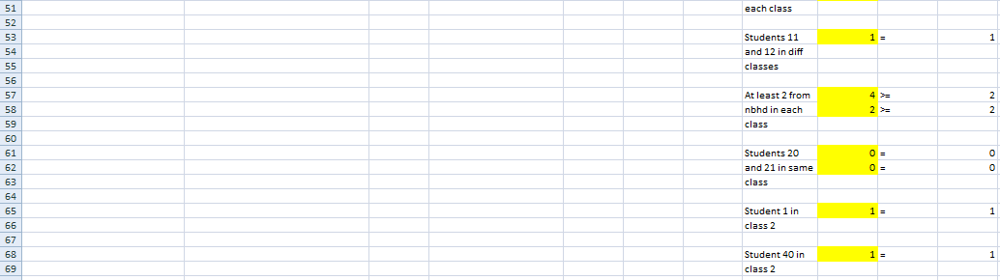 51 each class
52
53 Students 11 1 = 1
54 and 12 in diff
55 classes
56
57 At least 2 from 4 >= 2
58 nbhd in each 2 >= 2
59 class
60
61 Students 20 0 = 0
62 and 21 in same 0 = 0
63 class
64
65 Student 1 in 1 = 1
66 class 2
67
68 Student 40 in 1 = 1
69 class 2